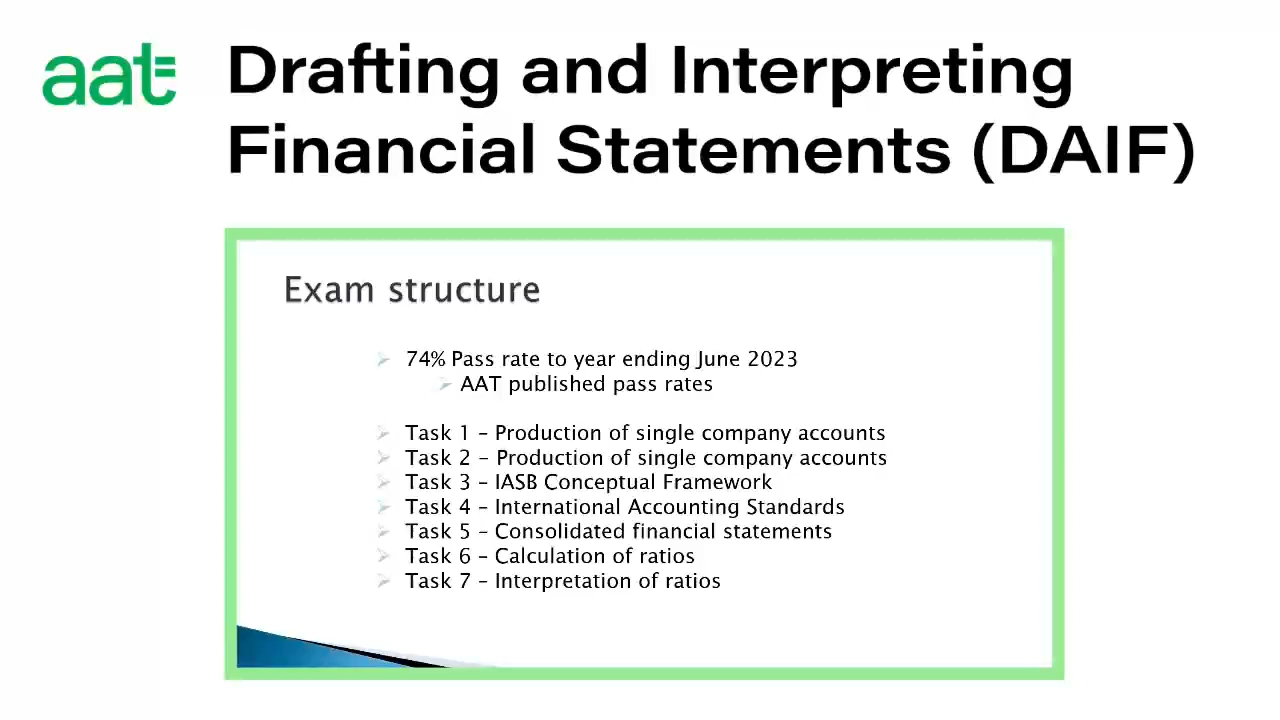 aat
Drafting and Interpreting
Financial Statements (DAIF)
Exam structure
74% Pass rate to year ending June 2023
AAT published pass rates
Task 1 – Production of single company accounts
Task 2 – Production of single company accounts
Task 3 – IASB Conceptual Framework
Task 4 – International Accounting Standards
Task 5 – Consolidated financial statements
Task 6 – Calculation of ratios
Task 7 – Interpretation of ratios